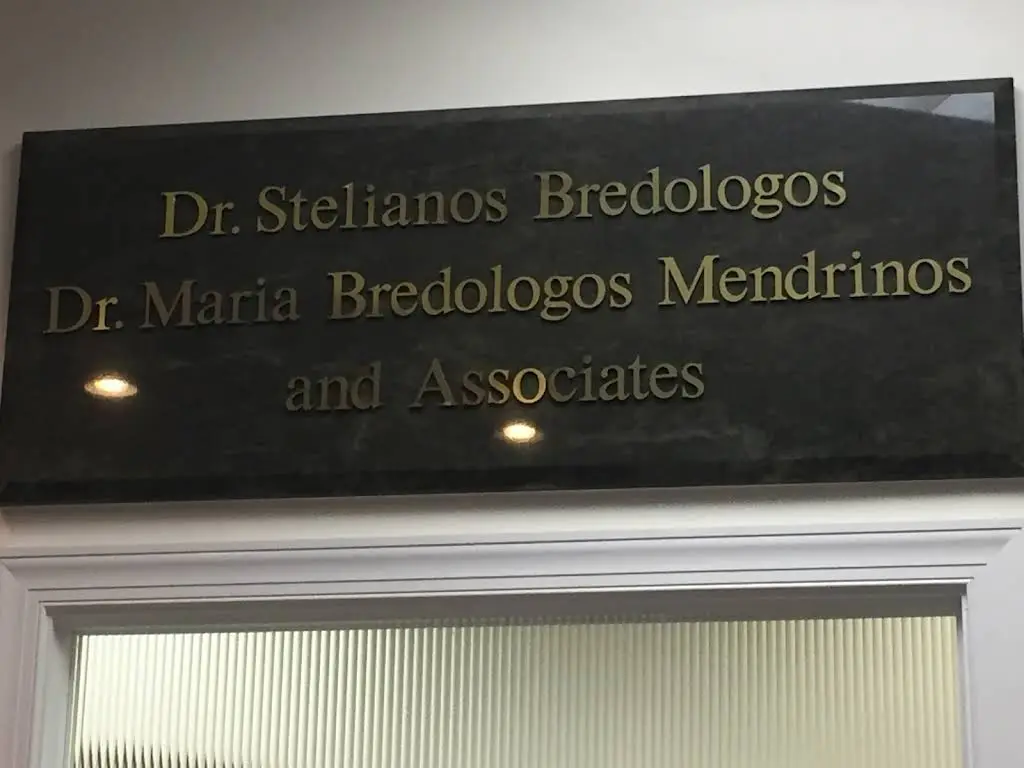 Dr. Stelianos Bredologos
Dr. Maria Bredologos Mendrinos
and Associates